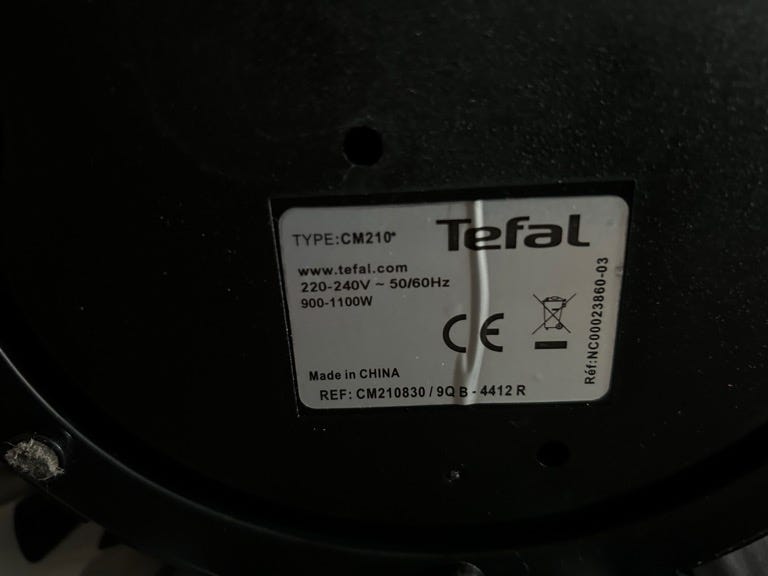 TYPE:CM210*
Tefal
www.tefal.com
220-240V ~ 50/60Hz
900-1100W
CE
Made in CHINA
REF: CM210830 / 9Q B - 4412 R
Réf:NC00023860-03